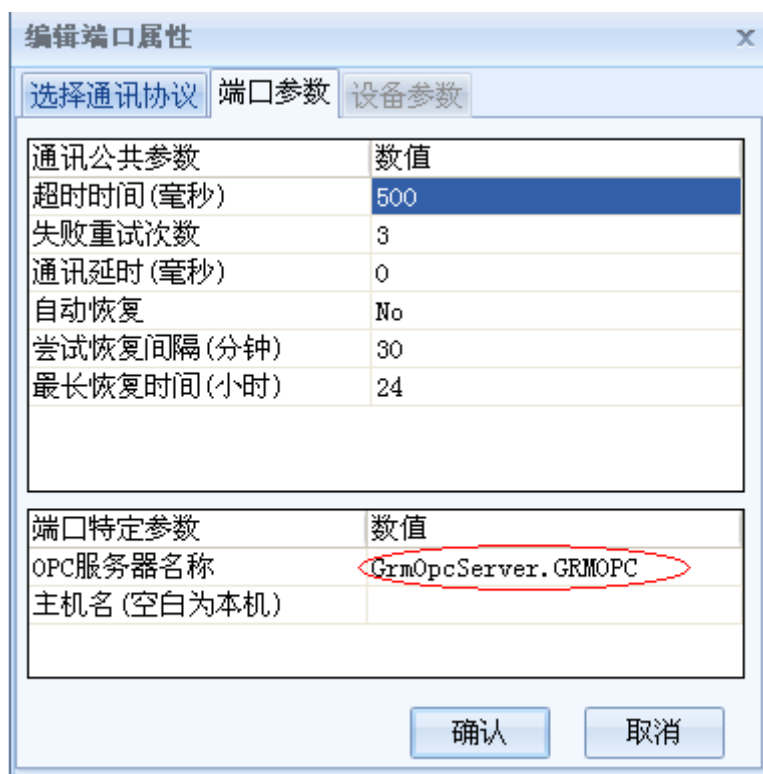 编辑端口属性 x
选择通讯协议 端口参数 设备参数
通讯公共参数 数值
超时时间(毫秒) 500
失败重试次数 3
通讯延时(毫秒) 0
自动恢复 No
尝试恢复间隔(分钟) 30
最长恢复时间(小时) 24
端口特定参数 数值
OPC服务器名称 GrmOpcServer.GRMOPC
主机名(空白为本机)
确认 取消